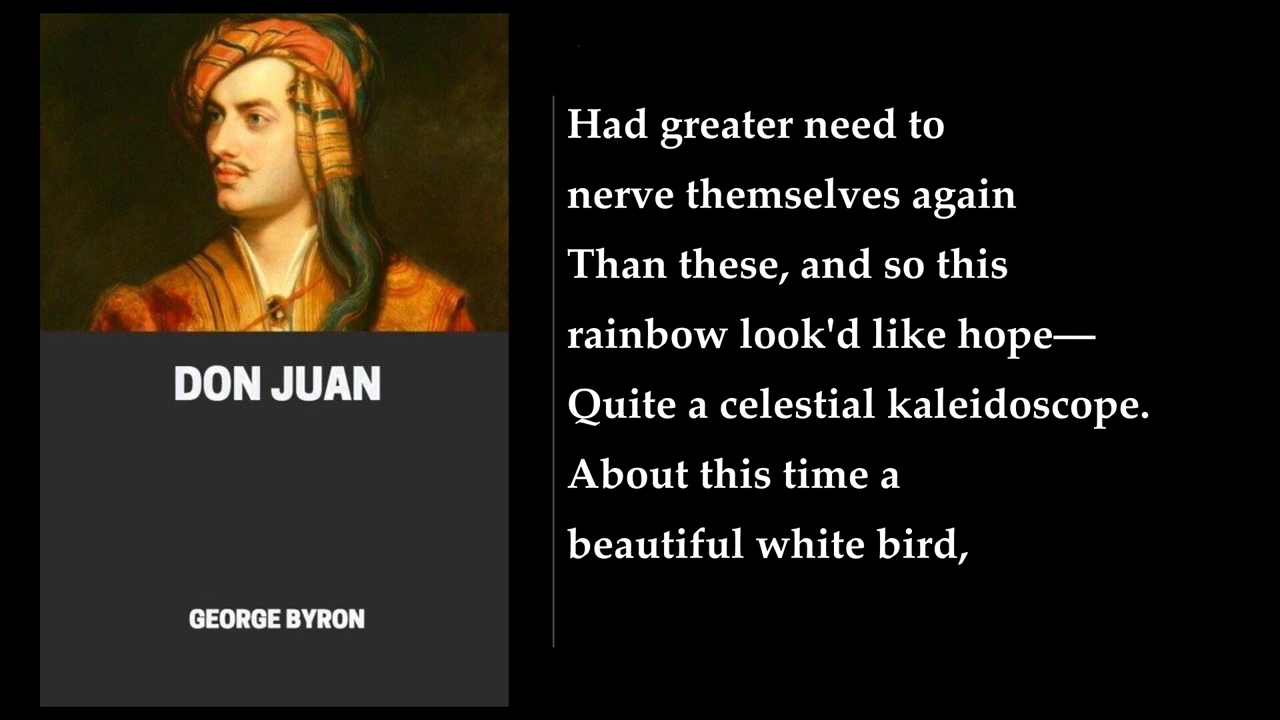 DON JUAN
GEORGE BYRON
Had greater need to
nerve themselves again
Than these, and so this
rainbow look'd like hope—
Quite a celestial kaleidoscope.
About this time a
beautiful white bird,